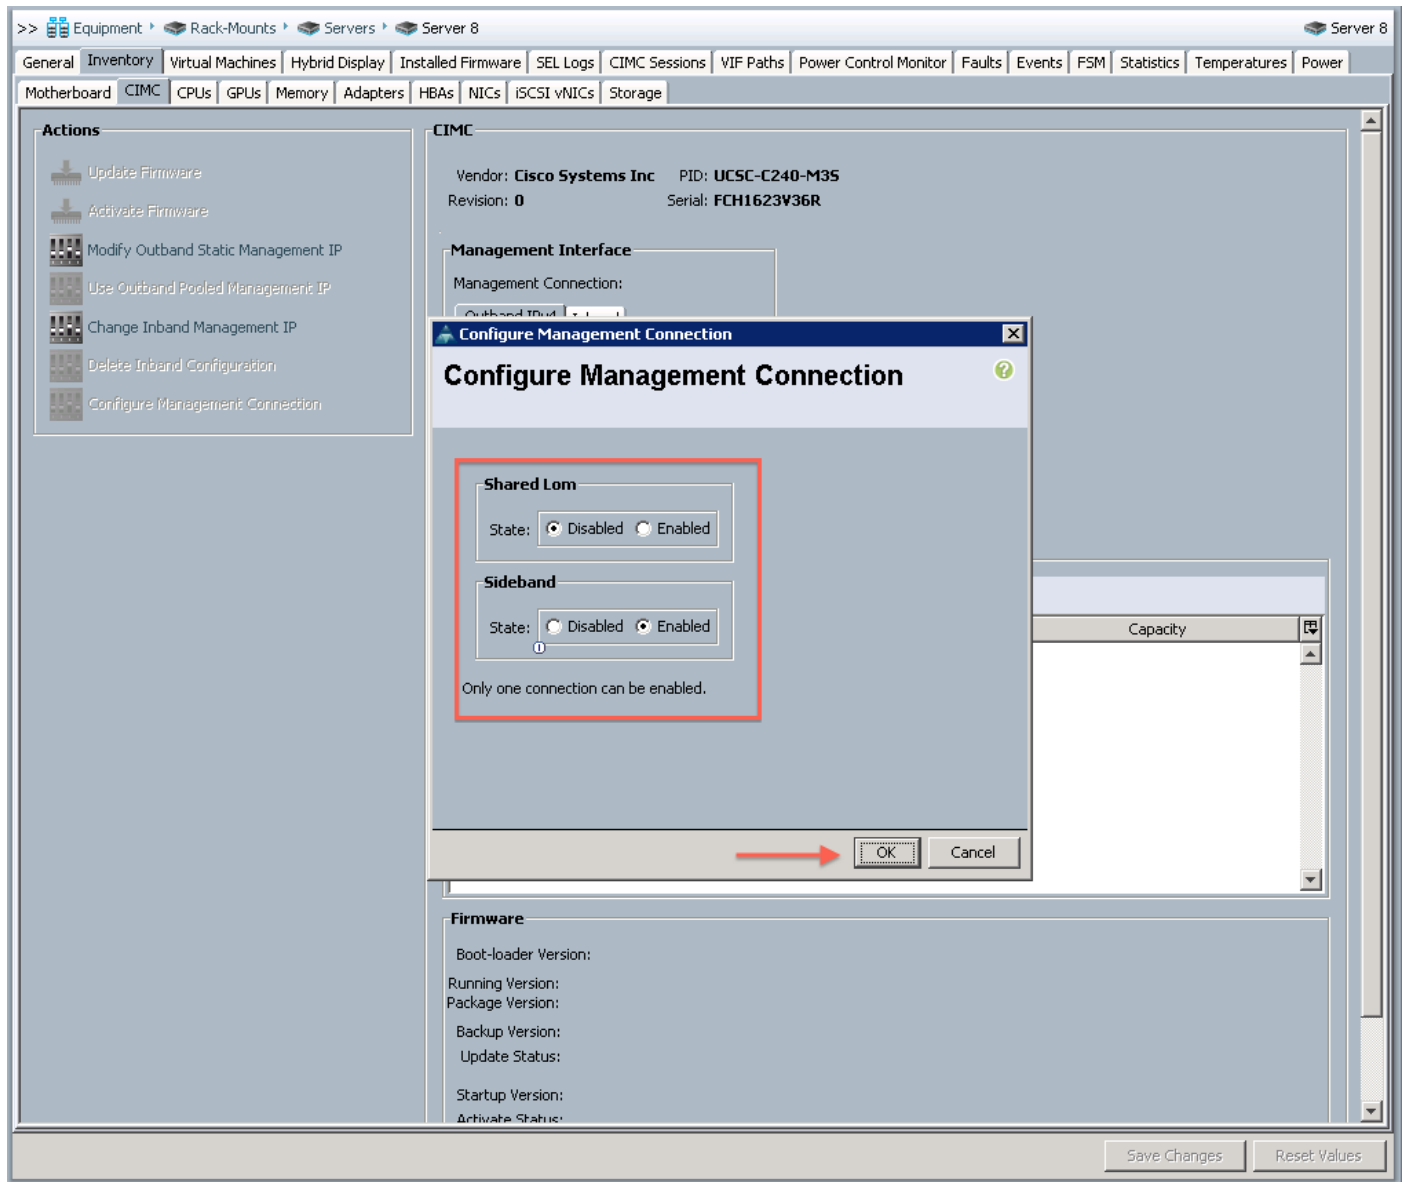 >> Equipment Rack-Mounts Servers Server 8 Server 8
General Inventory Virtual Machines Hybrid Display Installed Firmware SEL Logs CIMC Sessions VIF Paths Power Control Monitor Faults Events FSM Statistics Temperatures Power
Motherboard CIMC CPUs GPUs Memory Adapters HBAs NICs iSCSI vNICs Storage
Actions
Update Firmware
Activate Firmware
Modify Outband Static Management IP
Use Outband Pooled Management IP
Change Inband Management IP
Delete Inband Configuration
Configure Management Connection
CIMC
Vendor: Cisco Systems Inc PID: UCSC-C240-M3S
Revision: 0 Serial: FCH1623V36R
Management Interface
Management Connection:
Outband IPv4
Configure Management Connection
Configure Management Connection
Shared Lom
State: Disabled Enabled
Sideband
State: Disabled Enabled
Only one connection can be enabled.
OK Cancel
Capacity
Firmware
Boot-loader Version:
Running Version:
Package Version:
Backup Version:
Update Status:
Startup Version:
Activate Status:
Save Changes Reset Values